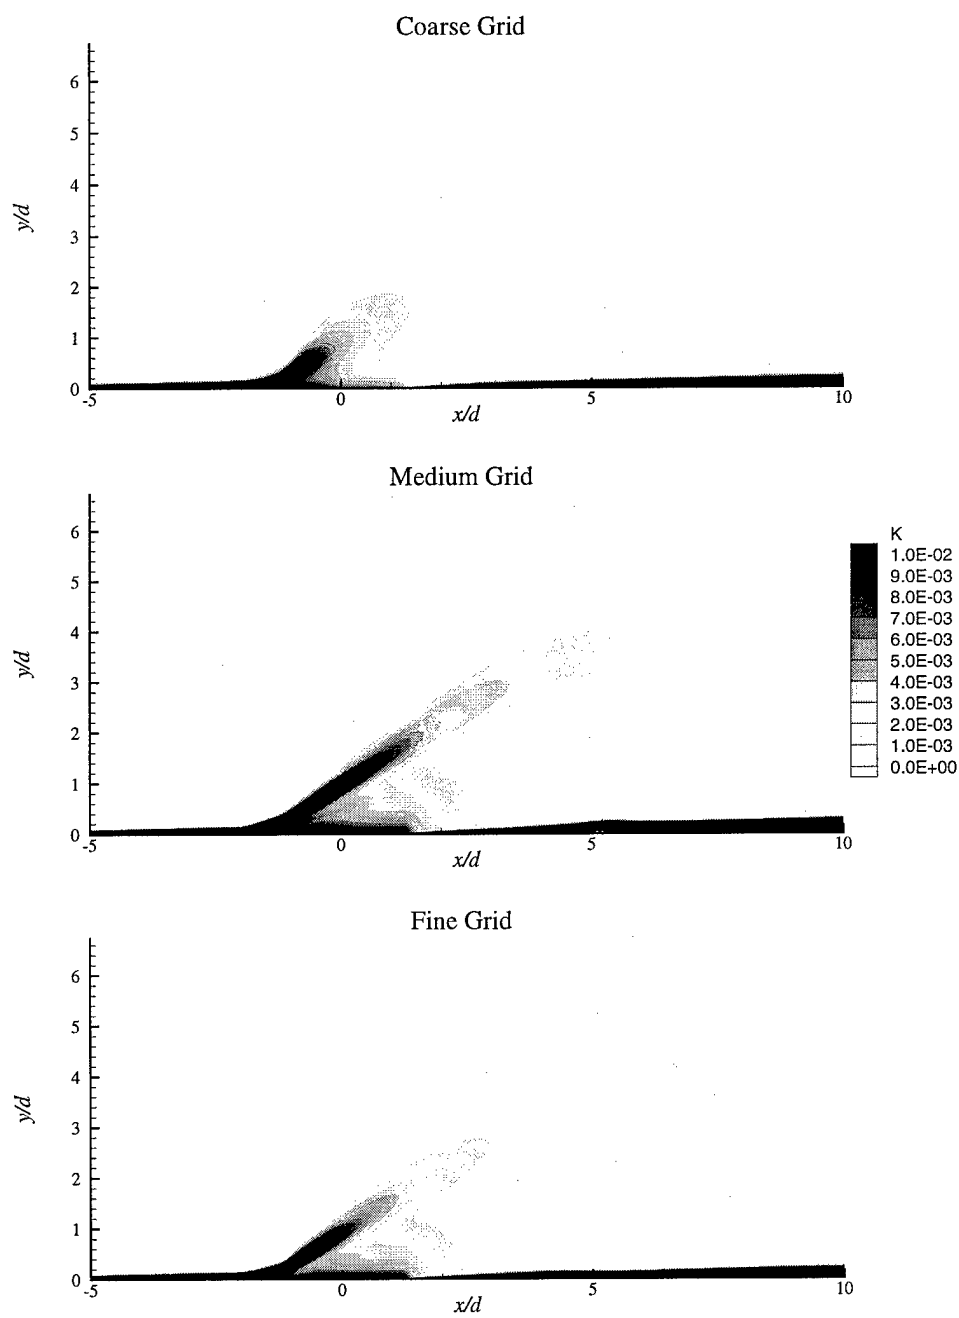 Coarse Grid
6
5
4
3
2
1
0
y/d
-5 0 5 10
x/d
Medium Grid
6
5
4
3
2
1
0
y/d
-5 0 5 10
x/d
K
1.0E-02
9.0E-03
8.0E-03
7.0E-03
6.0E-03
5.0E-03
4.0E-03
3.0E-03
2.0E-03
1.0E-03
0.0E+00
Fine Grid
6
5
4
3
2
1
0
y/d
-5 0 5 10
x/d